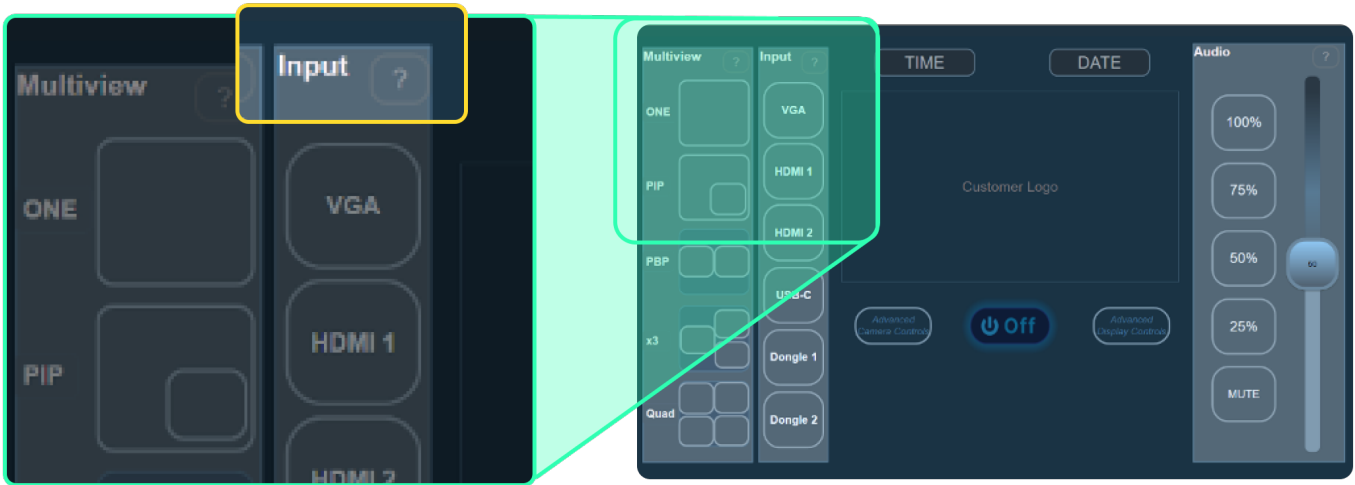 Multiview
?
Input
?
ONE
PIP
VGA
HDMI 1
HDMI 2
Multiview
?
ONE
PIP
PBP
x3
Quad
Input
?
VGA
HDMI 1
HDMI 2
USB-C
Dongle 1
Dongle 2
TIME
DATE
Customer Logo
Advanced
Camera Controls
Off
Advanced
Display Controls
Audio
?
100%
75%
50%
25%
MUTE
60